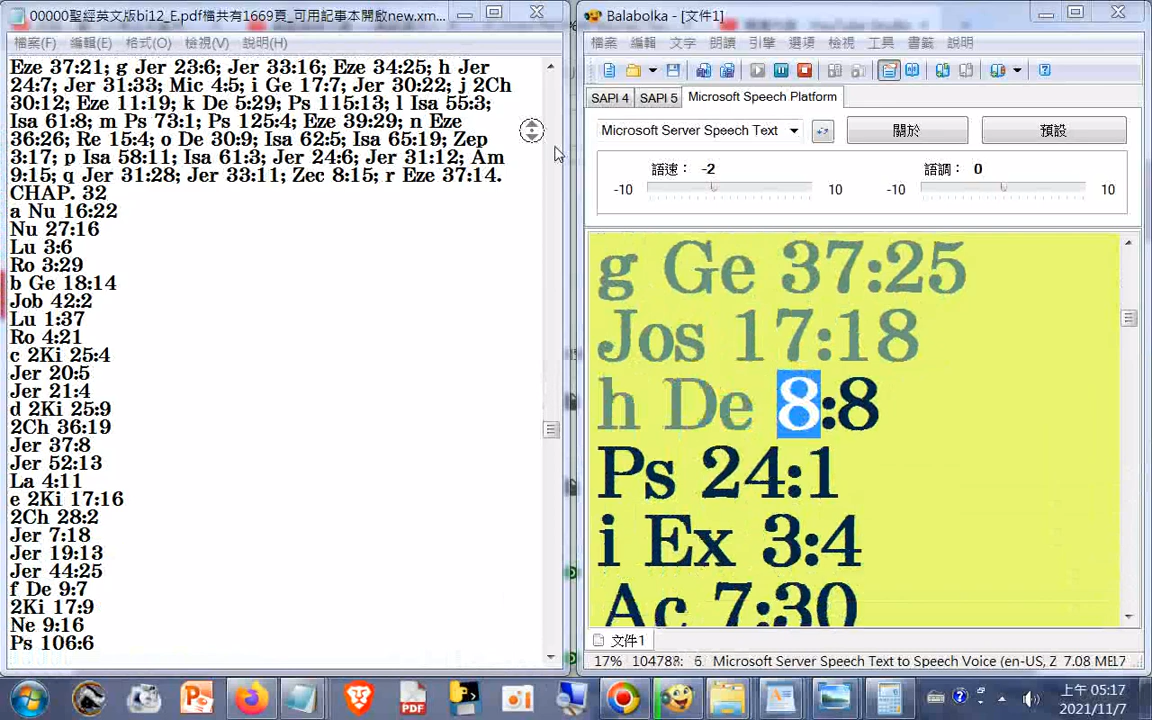 00000聖經英文版bi12_E.pdf檔共有1669頁_可用記事本開啟new.xm...
檔案(F) 編輯(E) 格式(O) 檢視(V) 說明(H)
Eze 37:21; g Jer 23:6; Jer 33:16; Eze 34:25; h Jer
24:7; Jer 31:33; Mic 4:5; i Ge 17:7; Jer 30:22; j 2Ch
30:12; Eze 11:19; k De 5:29; Ps 115:13; l Isa 55:3;
Isa 61:8; m Ps 73:1; Ps 125:4; Eze 39:29; n Eze
36:26; Re 15:4; o De 30:9; Isa 62:5; Isa 65:19; Zep
3:17; p Isa 58:11; Isa 61:3; Jer 24:6; Jer 31:12; Am
9:15; q Jer 31:28; Jer 33:11; Zec 8:15; r Eze 37:14.
CHAP. 32
a Nu 16:22
Nu 27:16
Lu 3:6
Ro 3:29
b Ge 18:14
Job 42:2
Lu 1:37
Ro 4:21
c 2Ki 25:4
Jer 20:5
Jer 21:4
d 2Ki 25:9
2Ch 36:19
Jer 37:8
Jer 52:13
La 4:11
e 2Ki 17:16
2Ch 28:2
Jer 7:18
Jer 19:13
Jer 44:25
f De 9:7
2Ki 17:9
Ne 9:16
Ps 106:6
Balabolka - [文件1]
檔案 編輯 文字 朗讀 引擎 選項 檢視 工具 書籤 說明
SAPI 4 SAPI 5 Microsoft Speech Platform
Microsoft Server Speech Text 關於 預設
語速： -2 語調： 0
-10 10 -10 10
g Ge 37:25
Jos 17:18
h De 8:8
Ps 24:1
i Ex 3:4
Ac 7:30
文件1
17% 104788: 6 Microsoft Server Speech Text to Speech Voice (en-US, Z 7.08 ME17
PDF
上午 05:17
2021/11/7